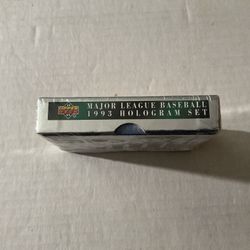 MAJOR LEAGUE BASEBALL
1993 HOLOGRAM SET